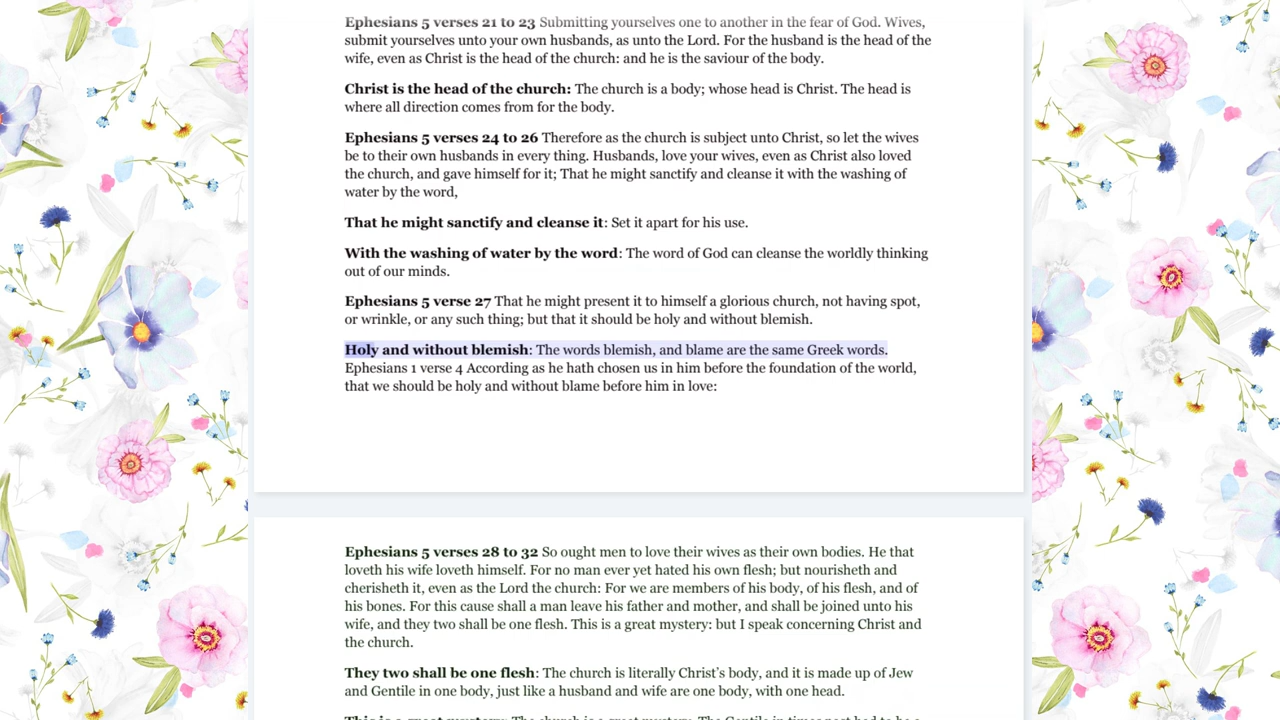 Ephesians 5 verses 21 to 23 Submitting yourselves one to another in the fear of God. Wives,
submit yourselves unto your own husbands, as unto the Lord. For the husband is the head of the
wife, even as Christ is the head of the church: and he is the saviour of the body.
Christ is the head of the church: The church is a body; whose head is Christ. The head is
where all direction comes from for the body.
Ephesians 5 verses 24 to 26 Therefore as the church is subject unto Christ, so let the wives
be to their own husbands in every thing. Husbands, love your wives, even as Christ also loved
the church, and gave himself for it; That he might sanctify and cleanse it with the washing of
water by the word,
That he might sanctify and cleanse it: Set it apart for his use.
With the washing of water by the word: The word of God can cleanse the worldly thinking
out of our minds.
Ephesians 5 verse 27 That he might present it to himself a glorious church, not having spot,
or wrinkle, or any such thing; but that it should be holy and without blemish.
Holy and without blemish: The words blemish, and blame are the same Greek words.
Ephesians 1 verse 4 According as he hath chosen us in him before the foundation of the world,
that we should be holy and without blame before him in love:
Ephesians 5 verses 28 to 32 So ought men to love their wives as their own bodies. He that
loveth his wife loveth himself. For no man ever yet hated his own flesh; but nourisheth and
cherisheth it, even as the Lord the church: For we are members of his body, of his flesh, and of
his bones. For this cause shall a man leave his father and mother, and shall be joined unto his
wife, and they two shall be one flesh. This is a great mystery: but I speak concerning Christ and
the church.
They two shall be one flesh: The church is literally Christ's body, and it is made up of Jew
and Gentile in one body, just like a husband and wife are one body, with one head.
This is a great mystery: The church is a great mystery. The Gentile in times past had to be a